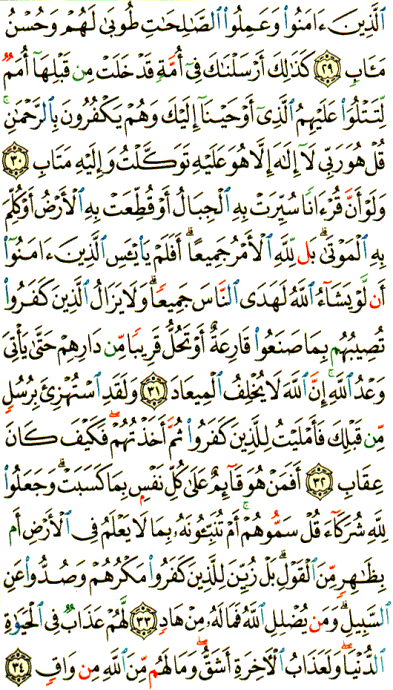 ٱلَّذِينَ ءَامَنُوا۟ وَعَمِلُوا۟ ٱلصَّٰلِحَٰتِ طُوبَىٰ لَهُمْ وَحُسْنُ
مَـَٔابٍ ٢٩ كَذَٰلِكَ أَرْسَلْنَٰكَ فِىٓ أُمَّةٍ قَدْ خَلَتْ مِن قَبْلِهَآ أُمَمٌ
لِّتَتْلُوَا۟ عَلَيْهِمُ ٱلَّذِىٓ أَوْحَيْنَآ إِلَيْكَ وَهُمْ يَكْفُرُونَ بِٱلرَّحْمَٰنِ ۚ
قُلْ هُوَ رَبِّى لَآ إِلَٰهَ إِلَّا هُوَ عَلَيْهِ تَوَكَّلْتُ وَإِلَيْهِ مَتَابِ ٣٠
وَلَوْ أَنَّ قُرْءَانًا سُيِّرَتْ بِهِ ٱلْجِبَالُ أَوْ قُطِّعَتْ بِهِ ٱلْأَرْضُ أَوْ كُلِّمَ
بِهِ ٱلْمَوْتَىٰ ۗ بَل لِّلَّهِ ٱلْأَمْرُ جَمِيعًا ۗ أَفَلَمْ يَا۟يْـَٔسِ ٱلَّذِينَ ءَامَنُوٓا۟
أَن لَّوْ يَشَآءُ ٱللَّهُ لَهَدَى ٱلنَّاسَ جَمِيعًا ۗ وَلَا يَزَالُ ٱلَّذِينَ كَفَرُوا۟
تُصِيبُهُم بِمَا صَنَعُوا۟ قَارِعَةٌ أَوْ تَحُلُّ قَرِيبًا مِّن دَارِهِمْ حَتَّىٰ يَأْتِىَ
وَعْدُ ٱللَّهِ ۚ إِنَّ ٱللَّهَ لَا يُخْلِفُ ٱلْمِيعَادَ ٣١ وَلَقَدِ ٱسْتُهْزِئَ بِرُسُلٍ
مِّن قَبْلِكَ فَأَمْلَيْتُ لِلَّذِينَ كَفَرُوا۟ ثُمَّ أَخَذْتُهُمْ ۖ فَكَيْفَ كَانَ
عِقَابِ ٣٢ أَفَمَنْ هُوَ قَآئِمٌ عَلَىٰ كُلِّ نَفْسٍۭ بِمَا كَسَبَتْ ۗ وَجَعَلُوا۟
لِلَّهِ شُرَكَآءَ قُلْ سَمُّوهُمْ ۚ أَمْ تُنَبِّـُٔونَهُۥ بِمَا لَا يَعْلَمُ فِى ٱلْأَرْضِ أَم
بِظَٰهِرٍ مِّنَ ٱلْقَوْلِ ۗ بَلْ زُيِّنَ لِلَّذِينَ كَفَرُوا۟ مَكْرُهُمْ وَصُدُّوا۟ عَنِ
ٱلسَّبِيلِ ۗ وَمَن يُضْلِلِ ٱللَّهُ فَمَا لَهُۥ مِنْ هَادٍ ٣٣ لَّهُمْ عَذَابٌ فِى ٱلْحَيَوٰةِ
ٱلدُّنْيَا ۖ وَلَعَذَابُ ٱلْءَاخِرَةِ أَشَقُّ ۖ وَمَا لَهُم مِّنَ ٱللَّهِ مِن وَاقٍ ٣٤